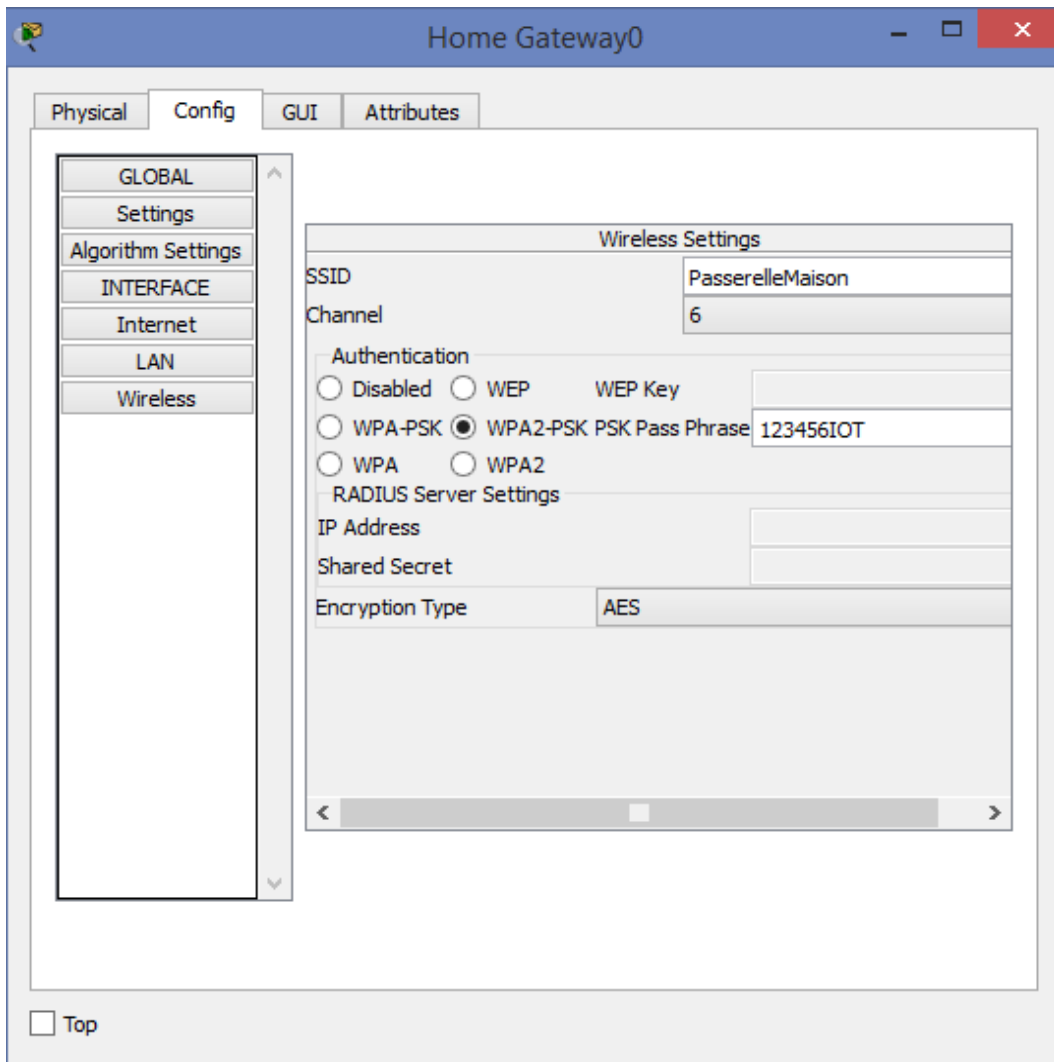 Home Gateway0
Physical Config GUI Attributes
GLOBAL
Settings
Algorithm Settings
INTERFACE
Internet
LAN
Wireless
Wireless Settings
SSID PasserelleMaison
Channel 6
Authentication
Disabled WEP WEP Key
WPA-PSK WPA2-PSK PSK Pass Phrase 123456IOT
WPA WPA2
RADIUS Server Settings
IP Address
Shared Secret
Encryption Type AES
Top